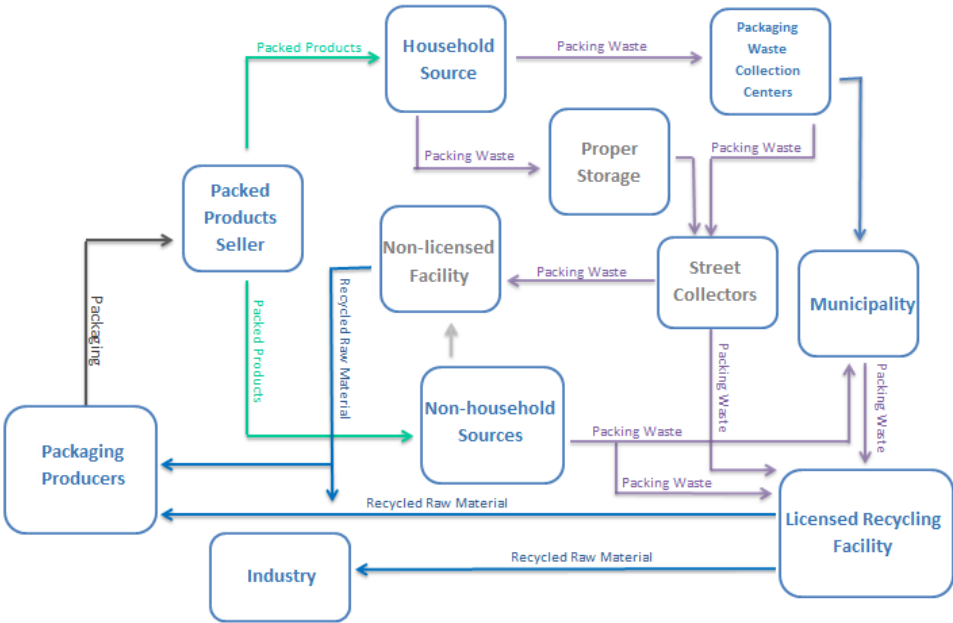 Packed Products
Household
Source
Packing Waste
Packaging
Waste
Collection
Centers
Packing Waste
Proper
Storage
Packing Waste
Packed
Products
Seller
Non-licensed
Facility
Packing Waste
Street
Collectors
Municipality
Packaging
Packed Products
Recycled Raw Material
Packing Waste
Packing Waste
Non-household
Sources
Packing Waste
Packing Waste
Packaging
Producers
Recycled Raw Material
Licensed Recycling
Facility
Industry
Recycled Raw Material